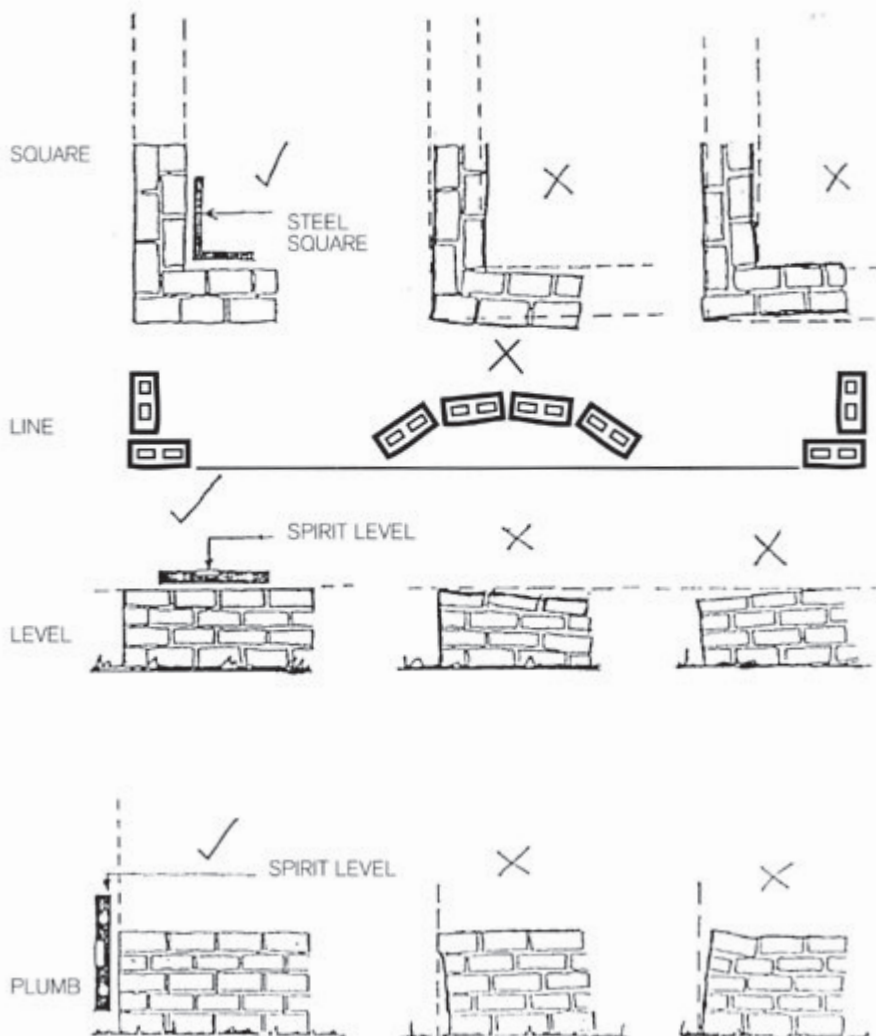 SQUARE
STEEL
SQUARE
LINE
SPIRIT LEVEL
LEVEL
SPIRIT LEVEL
PLUMB